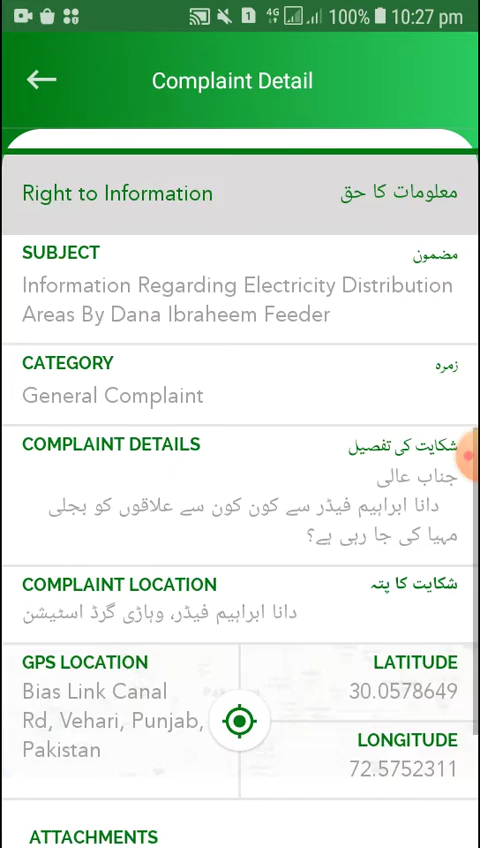 4G 100% 10:27 pm
Complaint Detail
Right to Information معلومات کا حق
SUBJECT مضمون
Information Regarding Electricity Distribution
Areas By Dana Ibraheem Feeder
CATEGORY زمرہ
General Complaint
COMPLAINT DETAILS شکایت کی تفصیل
جناب عالی
دانا ابراہیم فیڈر سے کون کون سے علاقوں کو بجلی
مہیا کی جا رہی ہے؟
COMPLAINT LOCATION شکایت کا پتہ
دانا ابراہیم فیڈر، وہاڑی گرڈ اسٹیشن
GPS LOCATION
Bias Link Canal
Rd, Vehari, Punjab,
Pakistan
LATITUDE
30.0578649
LONGITUDE
72.5752311
ATTACHMENTS